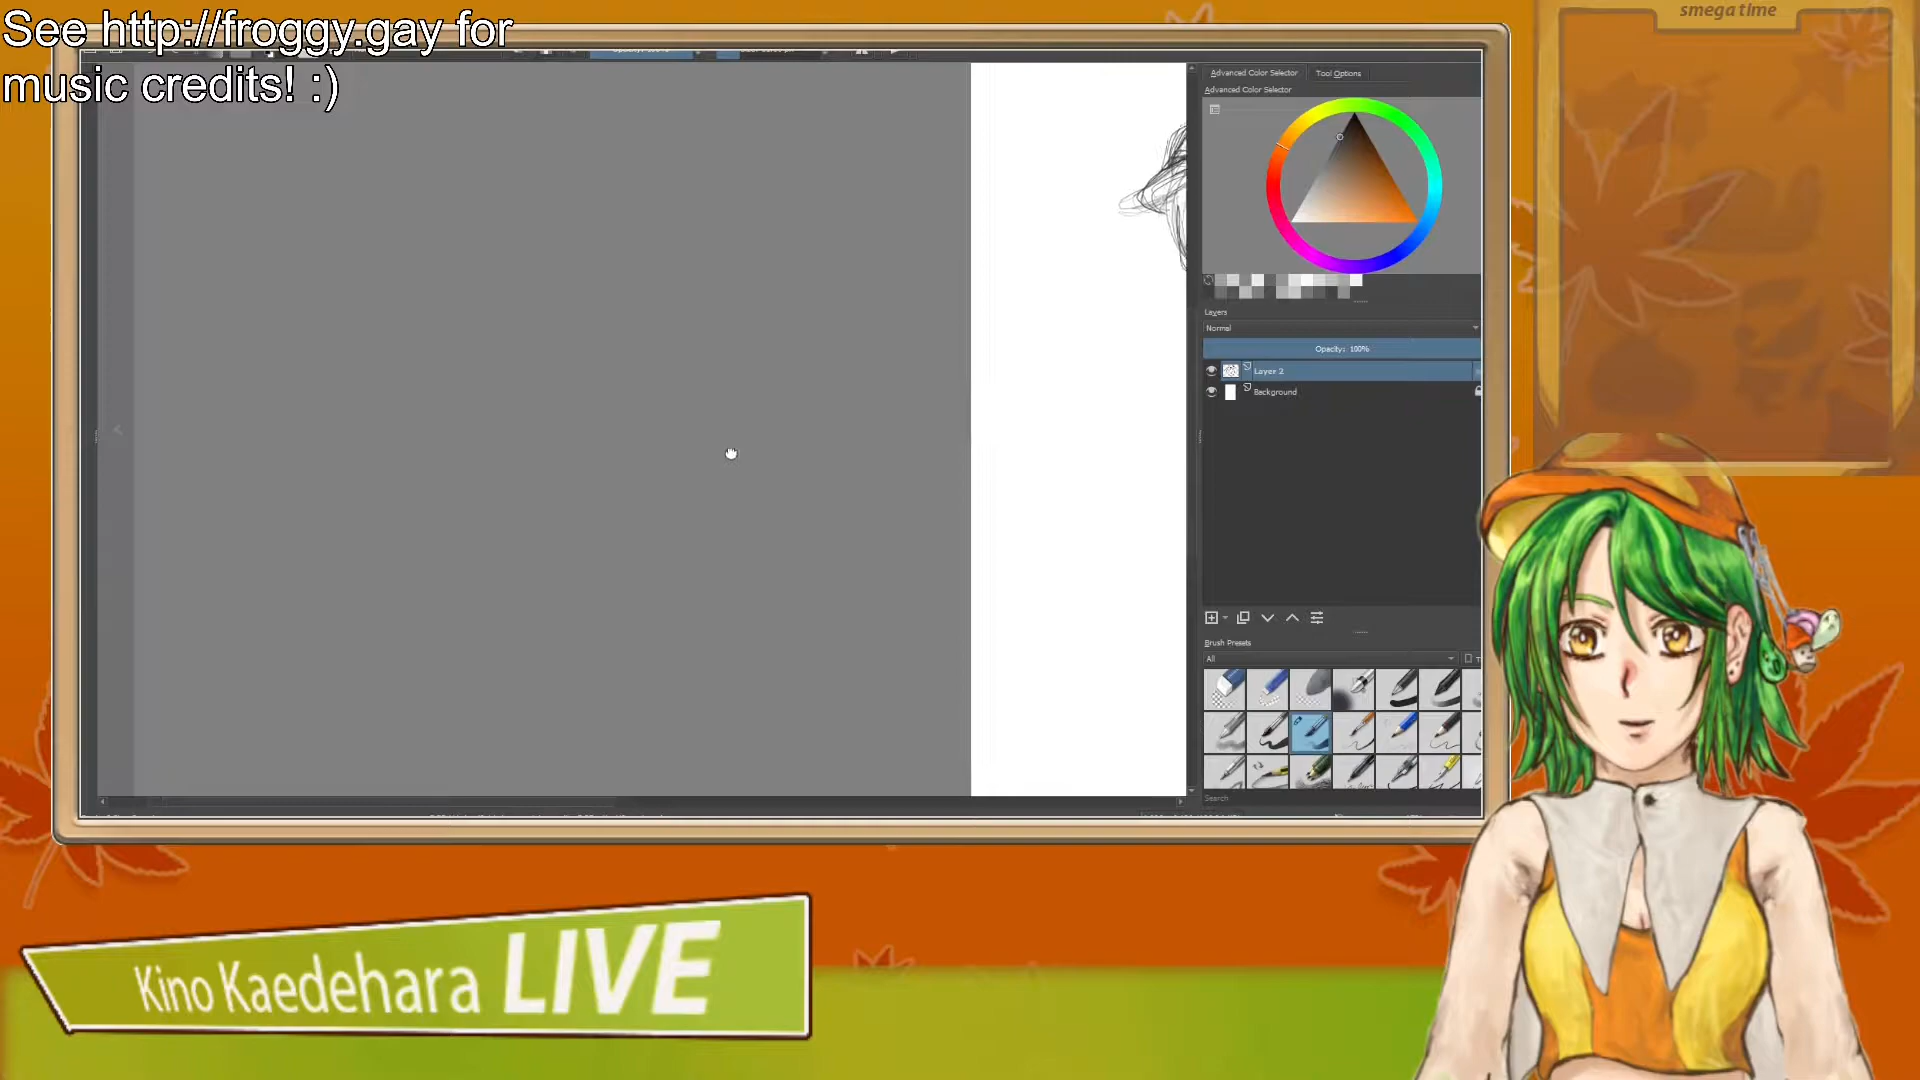 See http://froggy.gay for
music credits! :)
smega time
Advanced Color Selector
Tool Options
Advanced Color Selector
Layers
Normal
Opacity: 100%
Layer 2
Background
Brush Presets
All
Search
Kino Kaedehara LIVE